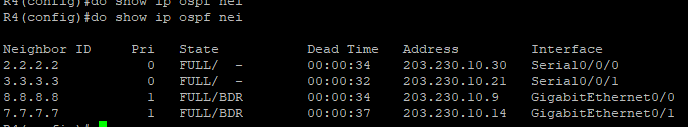 R4(config)#do show ip ospf nei
R4(config)#do show ip ospf nei
Neighbor ID Pri State Dead Time Address Interface
2.2.2.2 0 FULL/ - 00:00:34 203.230.10.30 Serial0/0/0
3.3.3.3 0 FULL/ - 00:00:32 203.230.10.21 Serial0/0/1
8.8.8.8 1 FULL/BDR 00:00:34 203.230.10.9 GigabitEthernet0/0
7.7.7.7 1 FULL/BDR 00:00:37 203.230.10.14 GigabitEthernet0/1